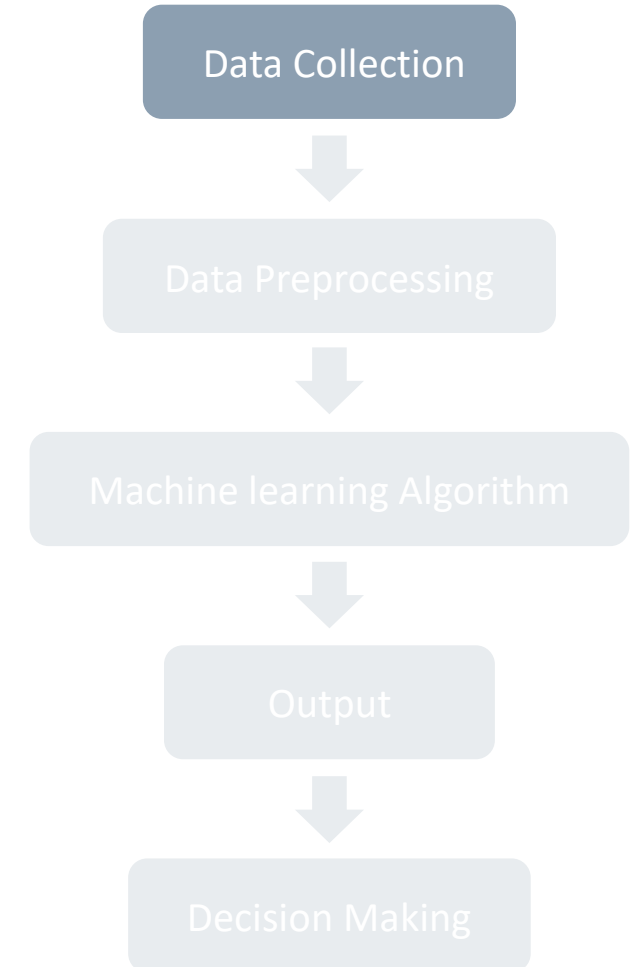 Data Collection
Data Preprocessing
Machine learning Algorithm
Output
Decision Making